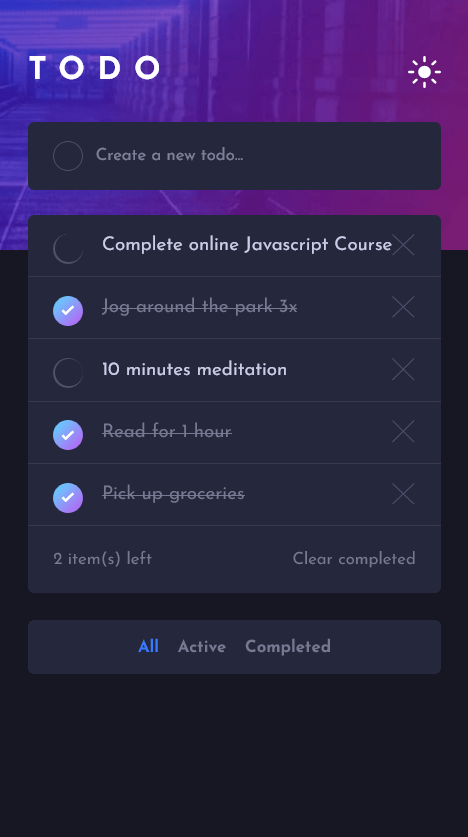 TODO
Create a new todo...
Complete online Javascript Course
Jog around the park 3x
10 minutes meditation
Read for 1 hour
Pick up groceries
2 item(s) left Clear completed
All Active Completed